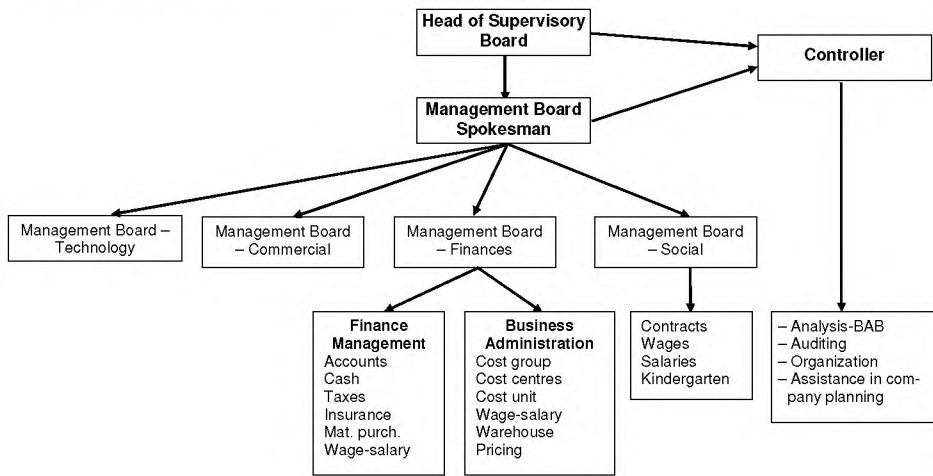 Head of Supervisory
Board
Controller
Management Board
Spokesman
Management Board –
Technology
Management Board
– Commercial
Management Board
– Finances
Management Board
– Social
Finance
Management
Accounts
Cash
Taxes
Insurance
Mat. purch.
Wage-salary
Business
Administration
Cost group
Cost centres
Cost unit
Wage-salary
Warehouse
Pricing
Contracts
Wages
Salaries
Kindergarten
– Analysis-BAB
– Auditing
– Organization
– Assistance in com-
pany planning